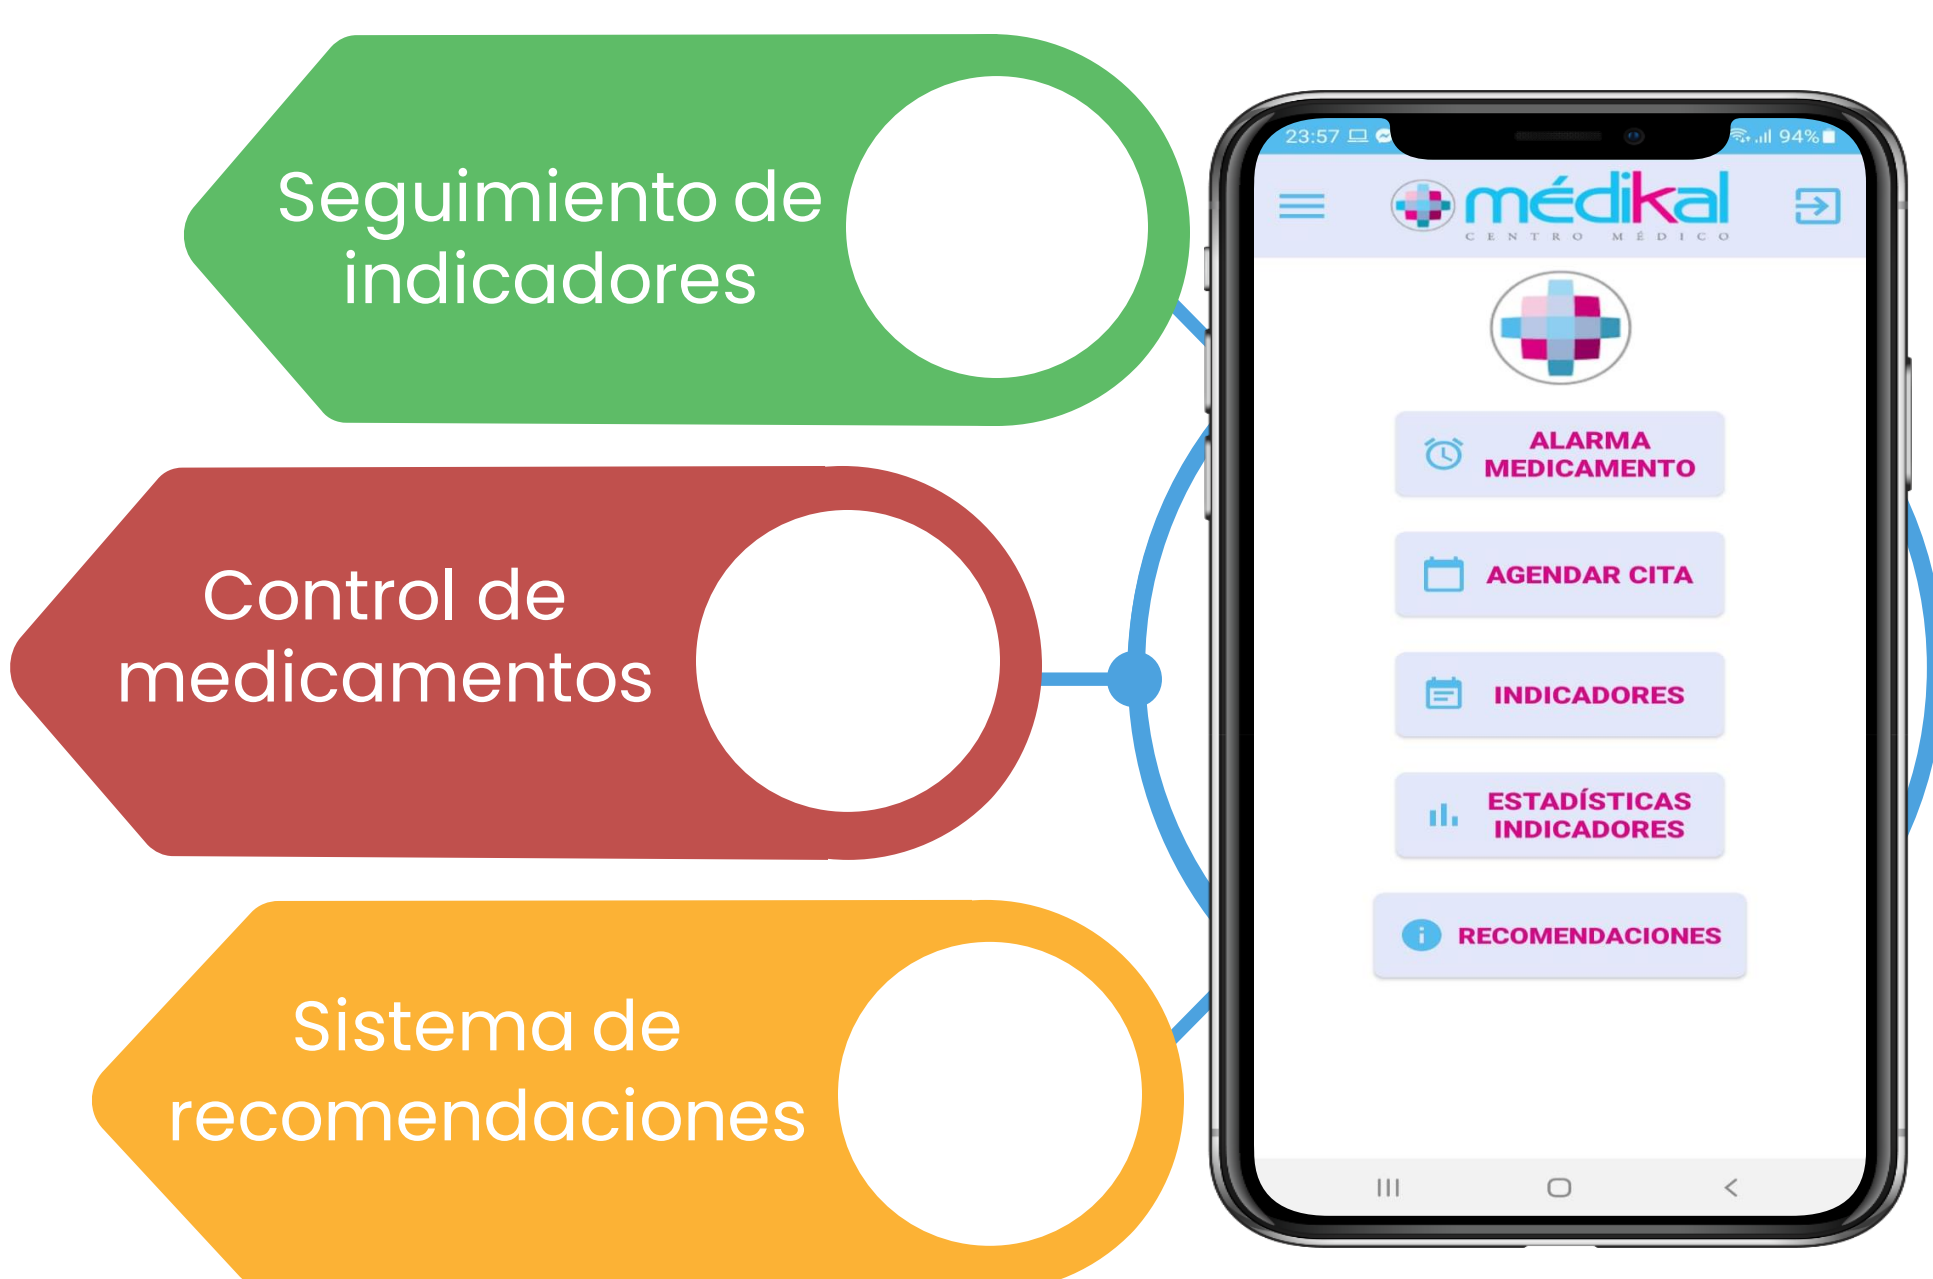 Seguimiento de
indicadores
Control de
medicamentos
Sistema de
recomendaciones
23:57
94%
médikal
CENTRO MÉDICO
ALARMA
MEDICAMENTO
AGENDAR CITA
INDICADORES
ESTADÍSTICAS
INDICADORES
RECOMENDACIONES